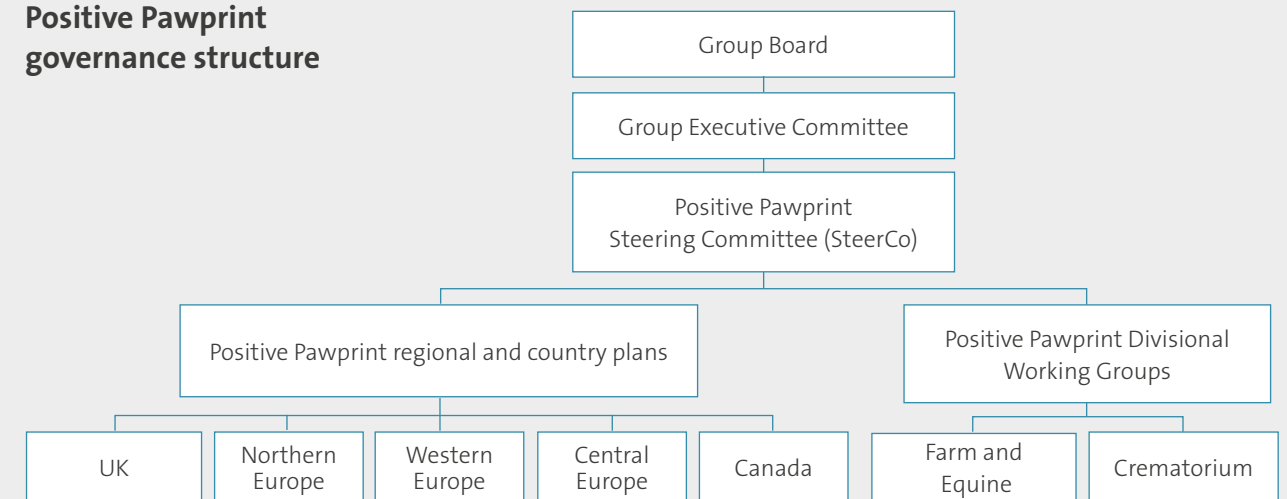 Positive Pawprint
governance structure
Group Board
Group Executive Committee
Positive Pawprint
Steering Committee (SteerCo)
Positive Pawprint regional and country plans
Positive Pawprint Divisional
Working Groups
UK
Northern
Europe
Western
Europe
Central
Europe
Canada
Farm and
Equine
Crematorium